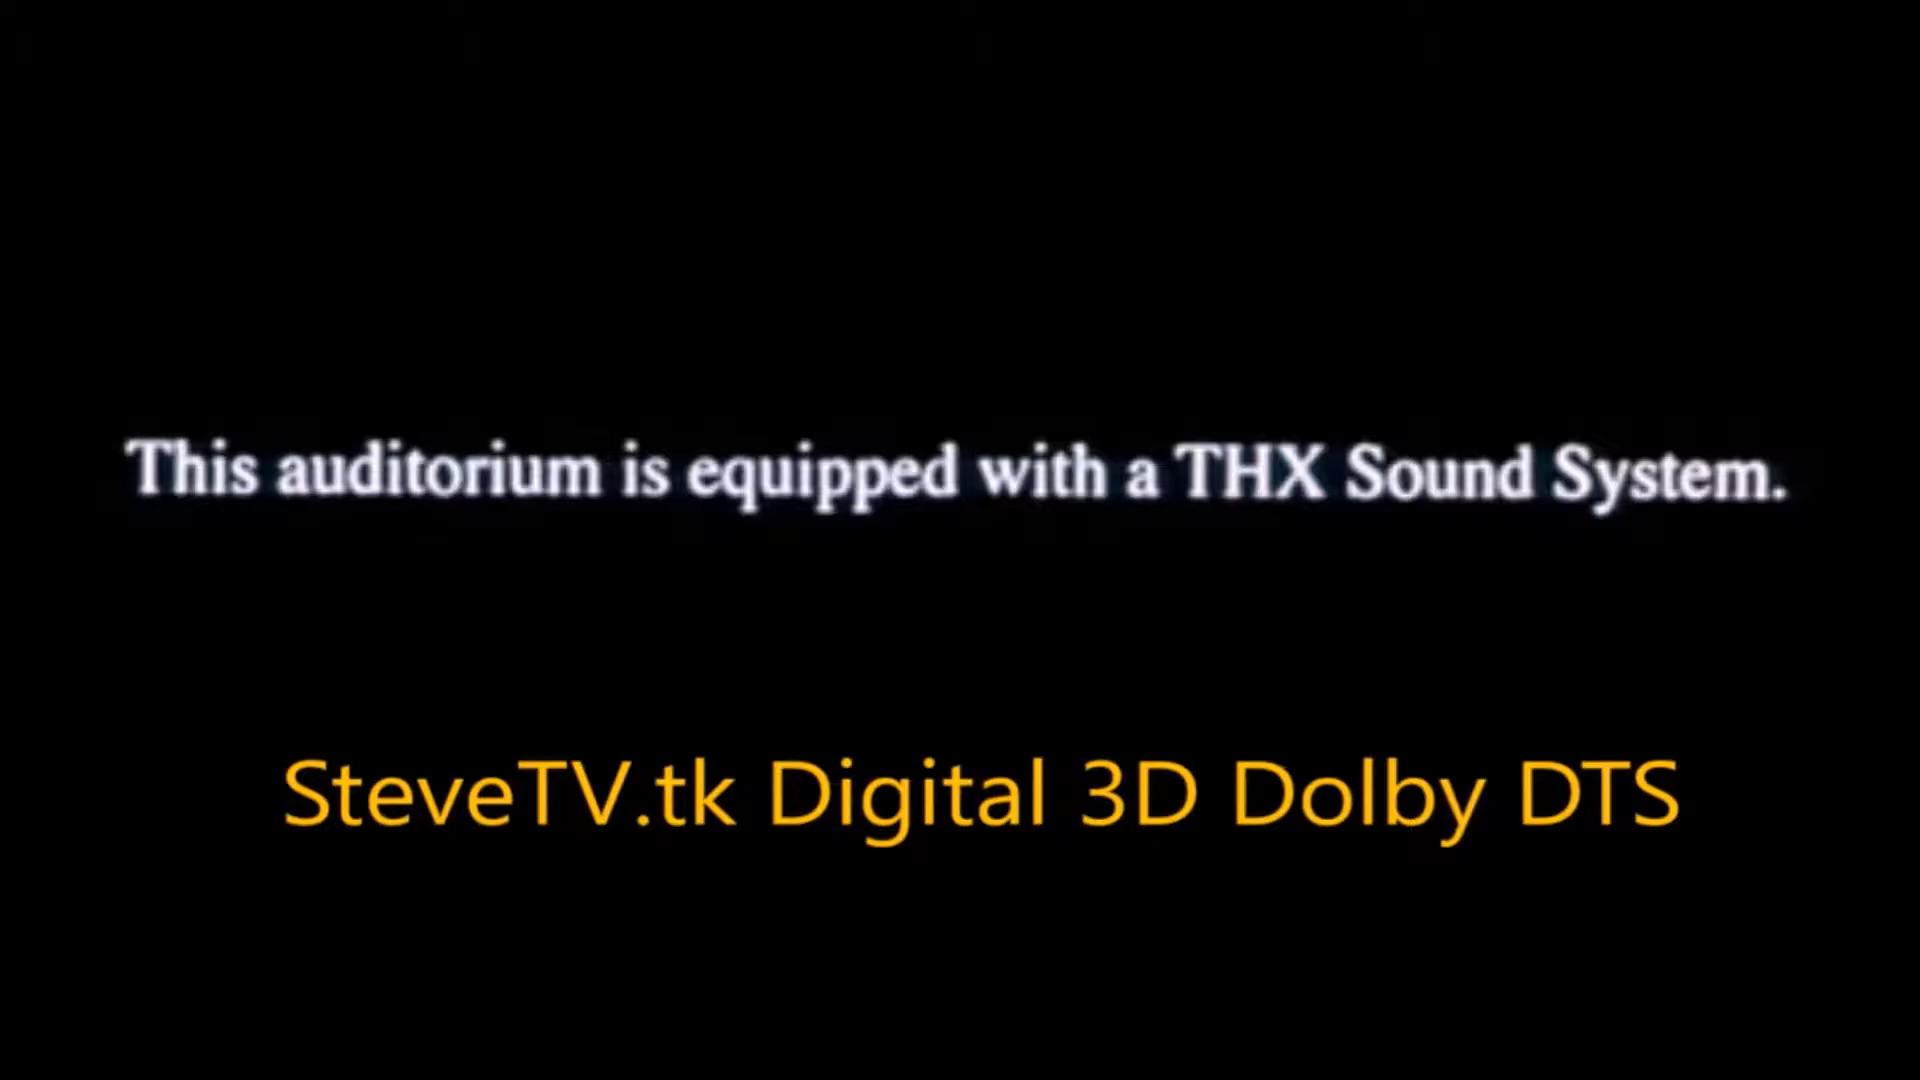 This auditorium is equipped with a THX Sound System.
SteveTV.tk Digital 3D Dolby DTS